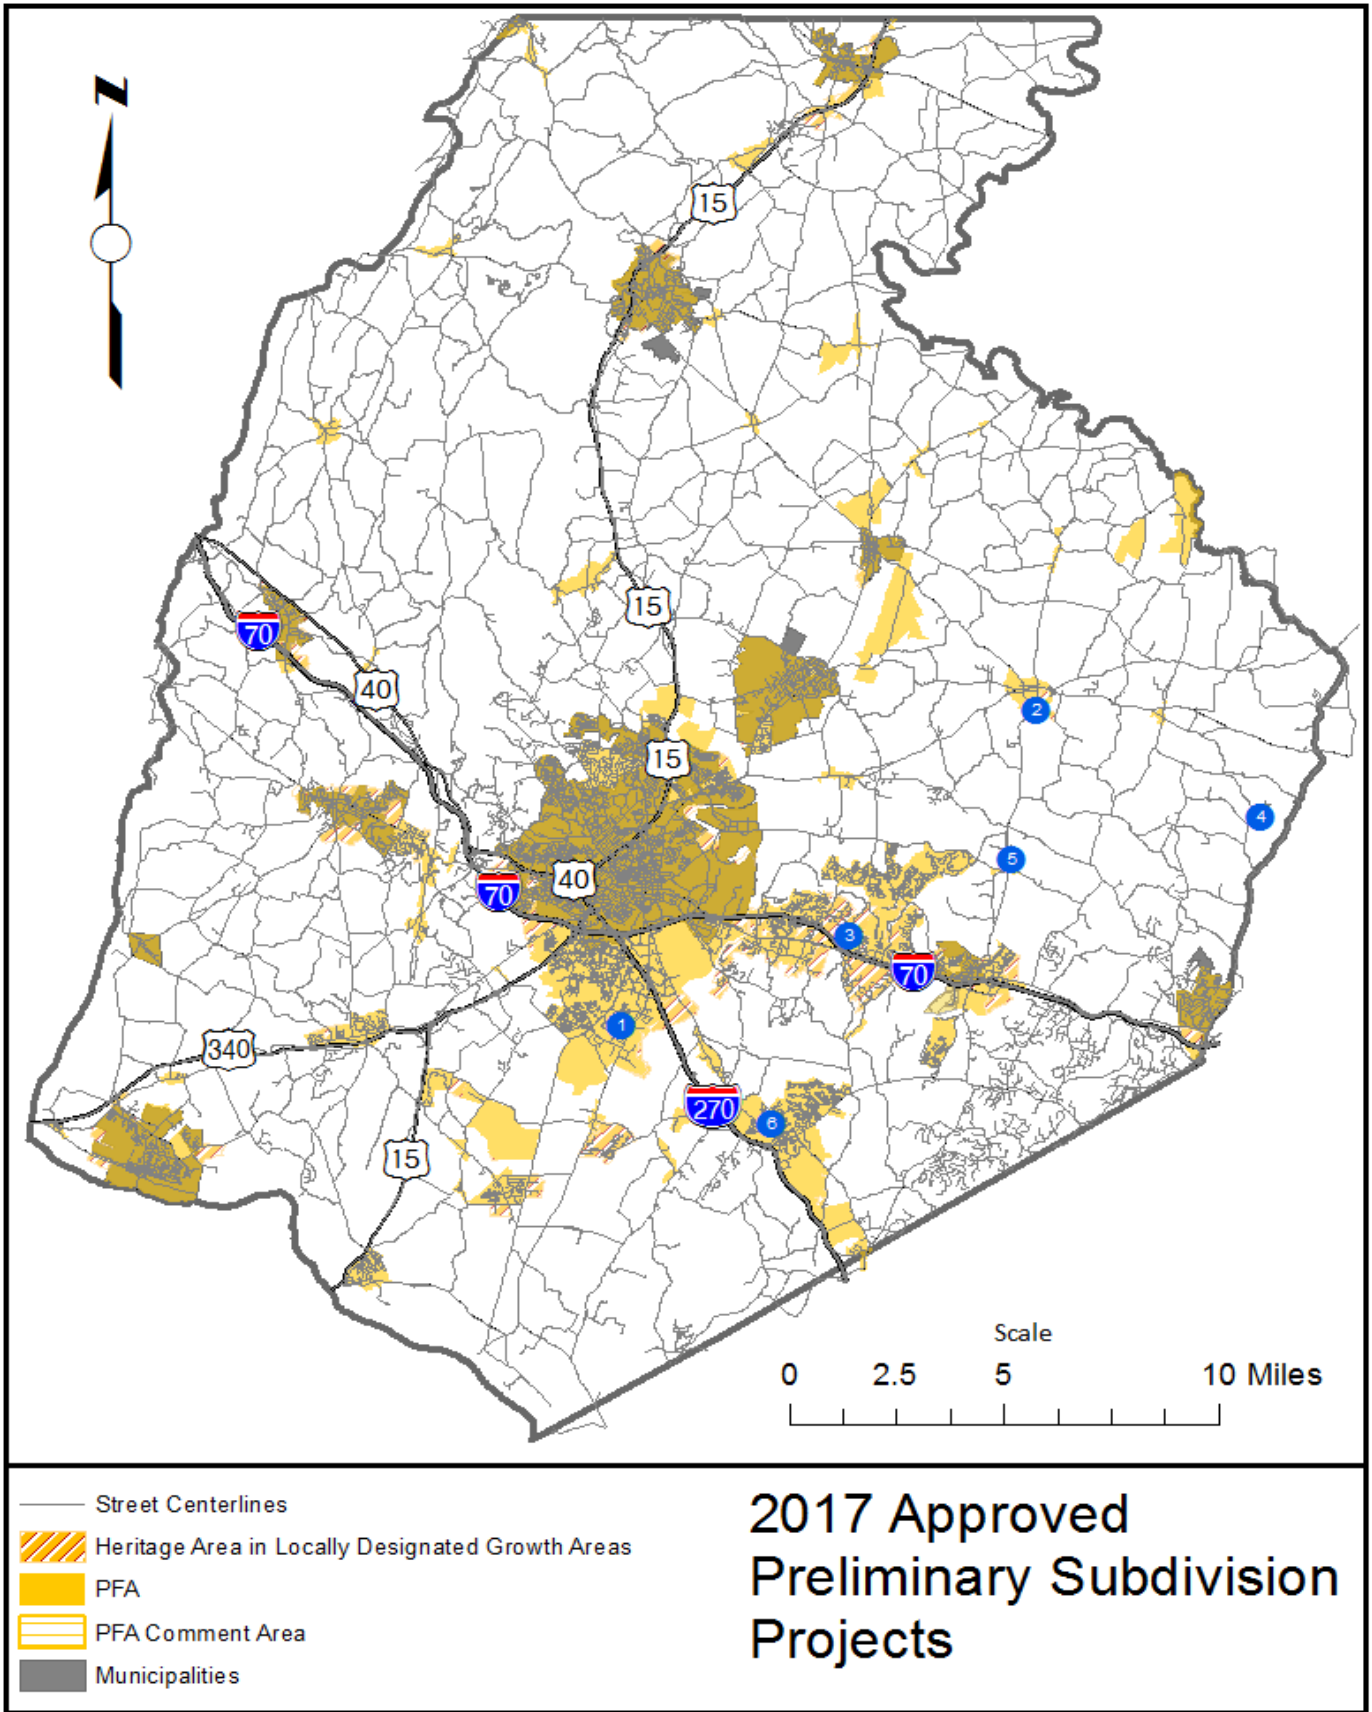 N
15
15
70
40
2
15
4
5
40
70
3
70
1
340
270
6
15
Scale
0 2.5 5 10 Miles
Street Centerlines
Heritage Area in Locally Designated Growth Areas
PFA
PFA Comment Area
Municipalities
2017 Approved
Preliminary Subdivision
Projects